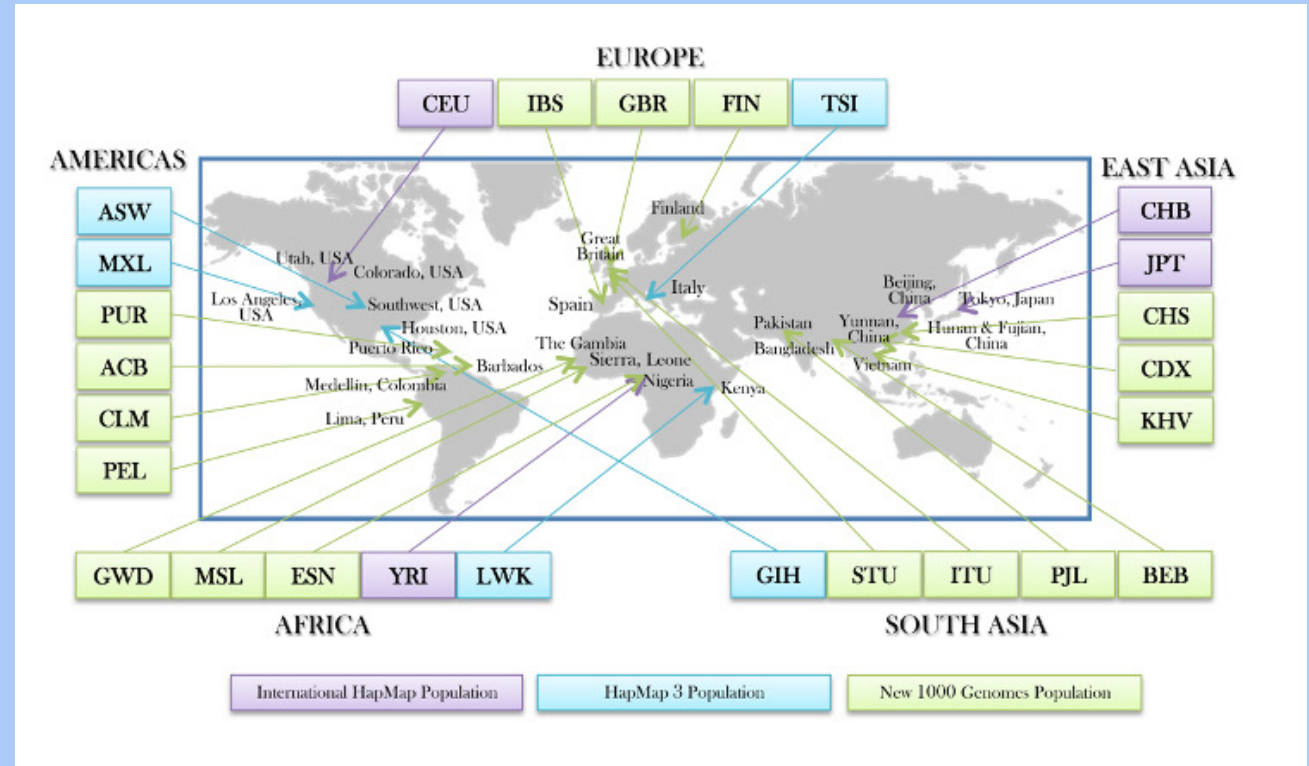 EUROPE
CEU
IBS
GBR
FIN
TSI
AMERICAS
ASW
MXL
PUR
ACB
CLM
PEL
EAST ASIA
CHB
JPT
CHS
CDX
KHV
Finland
Great
Britain
Utah, USA
Colorado, USA
Los Angeles,
USA
Southwest, USA
Spain
Italy
Beijing,
China
Tokyo, Japan
Houston, USA
Puerto Rico
The Gambia
Pakistan
Yunnan,
China
Hunan & Fujian,
China
Barbados
Sierra, Leone
Bangladesh
Vietnam
Medellin, Colombia
Nigeria
Kenya
Lima, Peru
GWD
MSL
ESN
YRI
LWK
AFRICA
GIH
STU
ITU
PJL
BEB
SOUTH ASIA
International HapMap Population
HapMap 3 Population
New 1000 Genomes Population